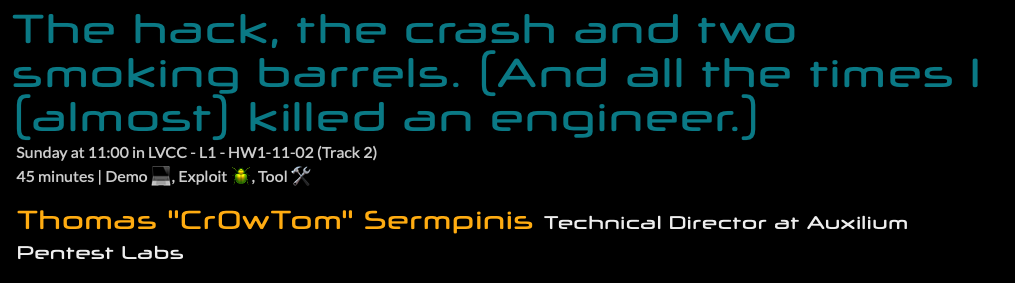 The hack, the crash and two
smoking barrels. (And all the times I
(almost) killed an engineer.)
Sunday at 11:00 in LVCC - L1 - HW1-11-02 (Track 2)
45 minutes | Demo 💻, Exploit 🪲, Tool 🛠
Thomas "Cr0wTom" Sermpinis Technical Director at Auxilium
Pentest Labs